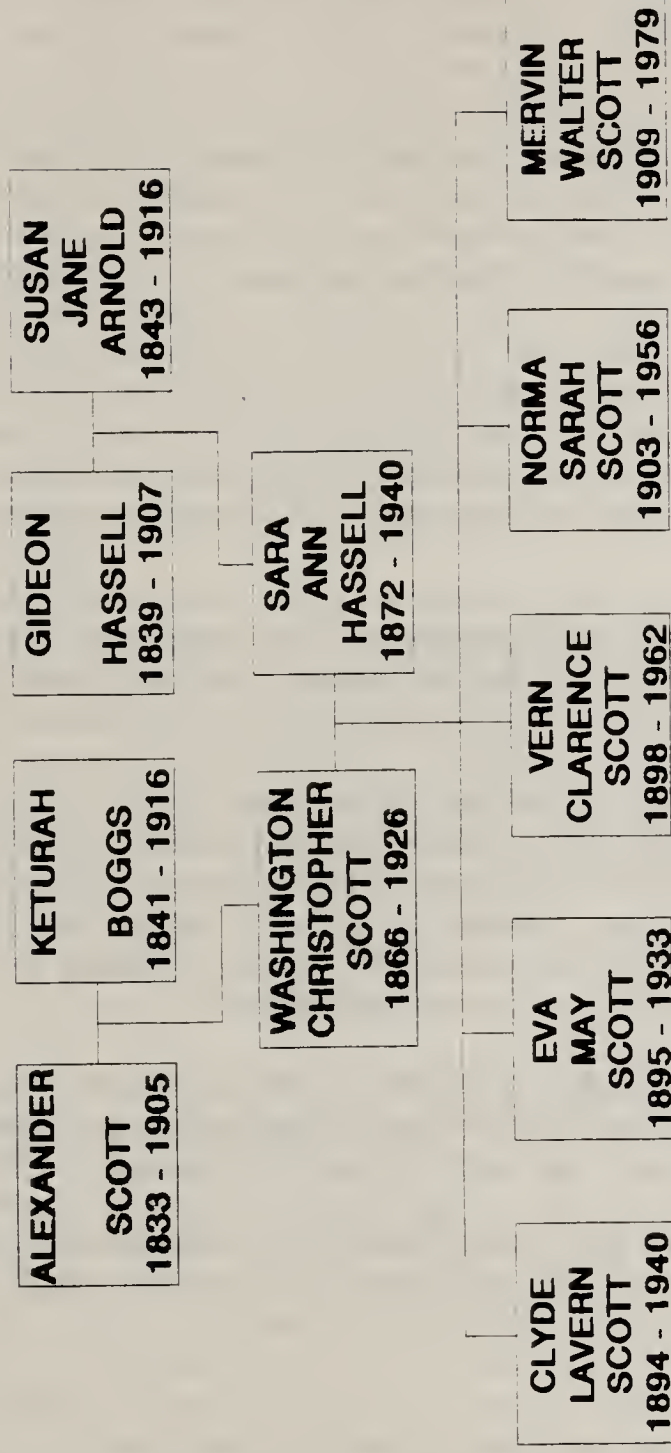 ALEXANDER
SCOTT
1833 - 1905
KETURAH
BOGGS
1841 - 1916
GIDEON
HASSELL
1839 - 1907
SUSAN
JANE
ARNOLD
1843 - 1916
WASHINGTON
CHRISTOPHER
SCOTT
1866 - 1926
SARA
ANN
HASSELL
1872 - 1940
CLYDE
LAVERN
SCOTT
1894 - 1940
EVA
MAY
SCOTT
1895 - 1933
VERN
CLARENCE
SCOTT
1898 - 1962
NORMA
SARAH
SCOTT
1903 - 1956
MERVIN
WALTER
SCOTT
1909 - 1979